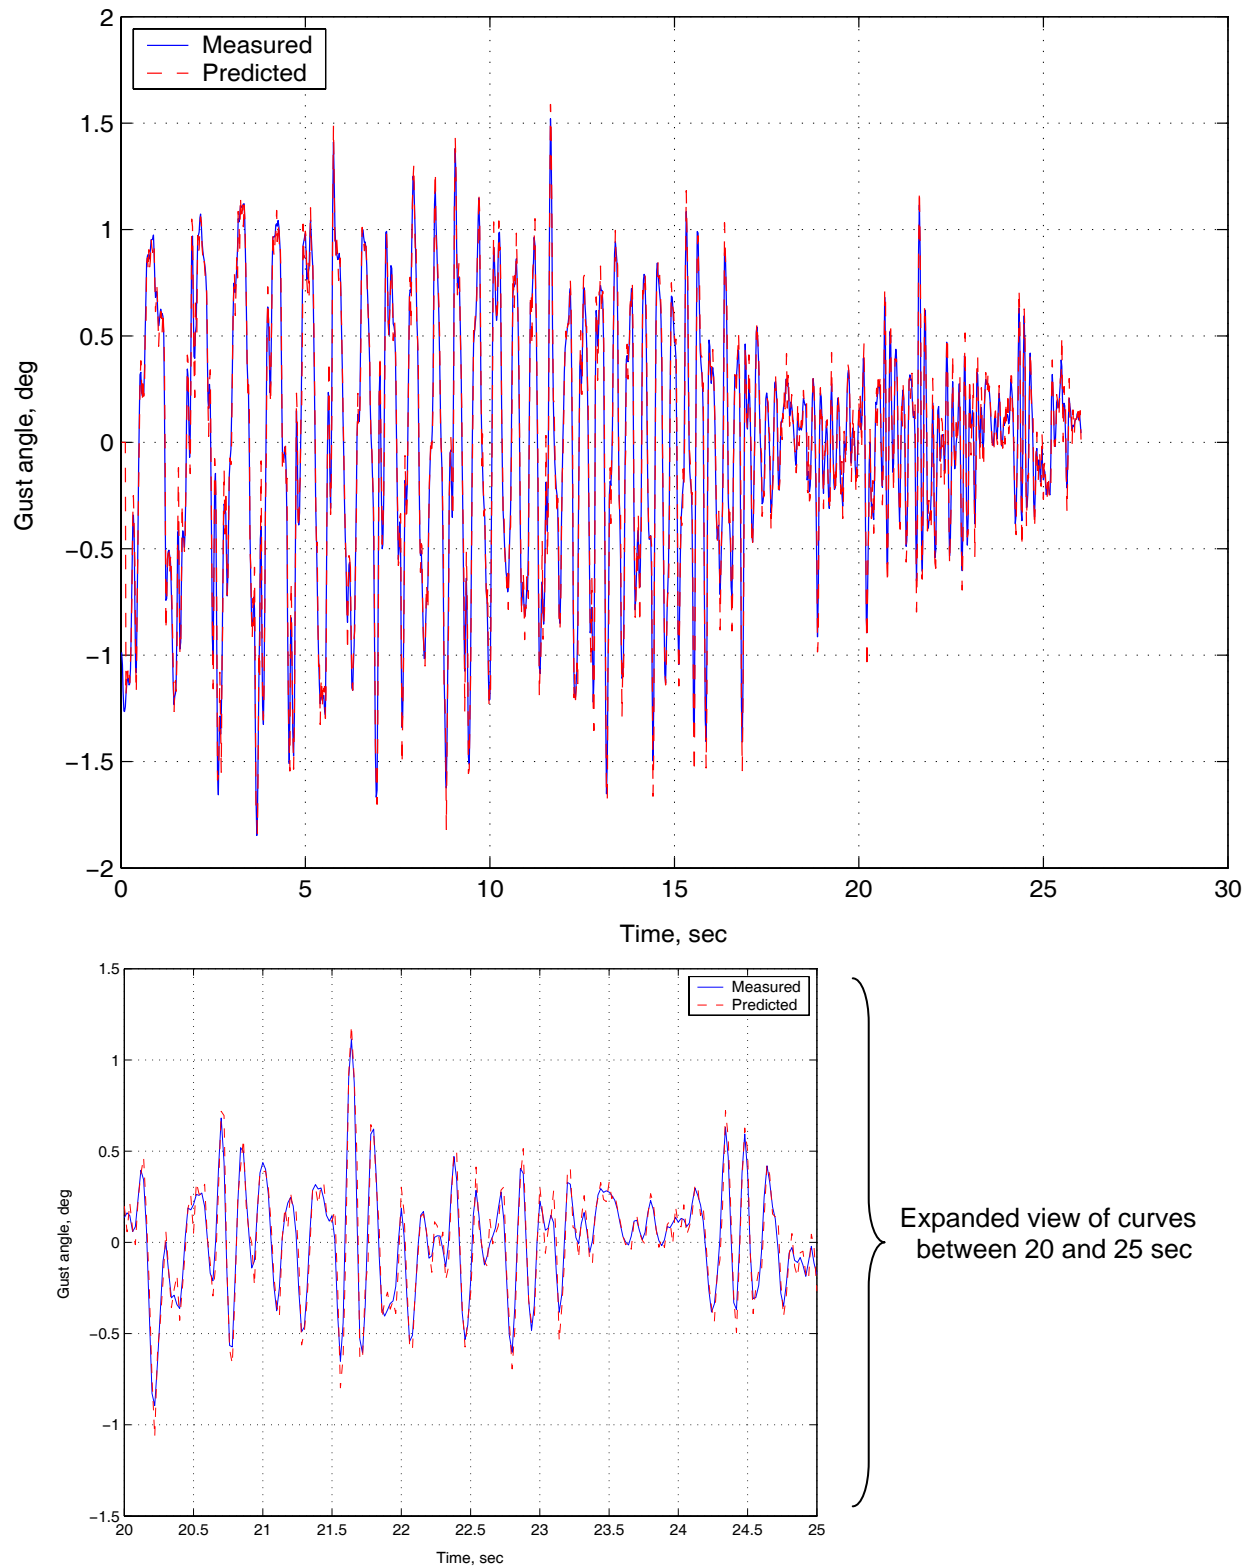 2
1.5
1
0.5
0
−0.5
−1
−1.5
−2
Gust angle, deg
Measured
Predicted
0 5 10 15 20 25 30
Time, sec
1.5
1
0.5
0
-0.5
-1
-1.5
Gust angle, deg
Measured
Predicted
20 20.5 21 21.5 22 22.5 23 23.5 24 24.5 25
Time, sec
Expanded view of curves
between 20 and 25 sec